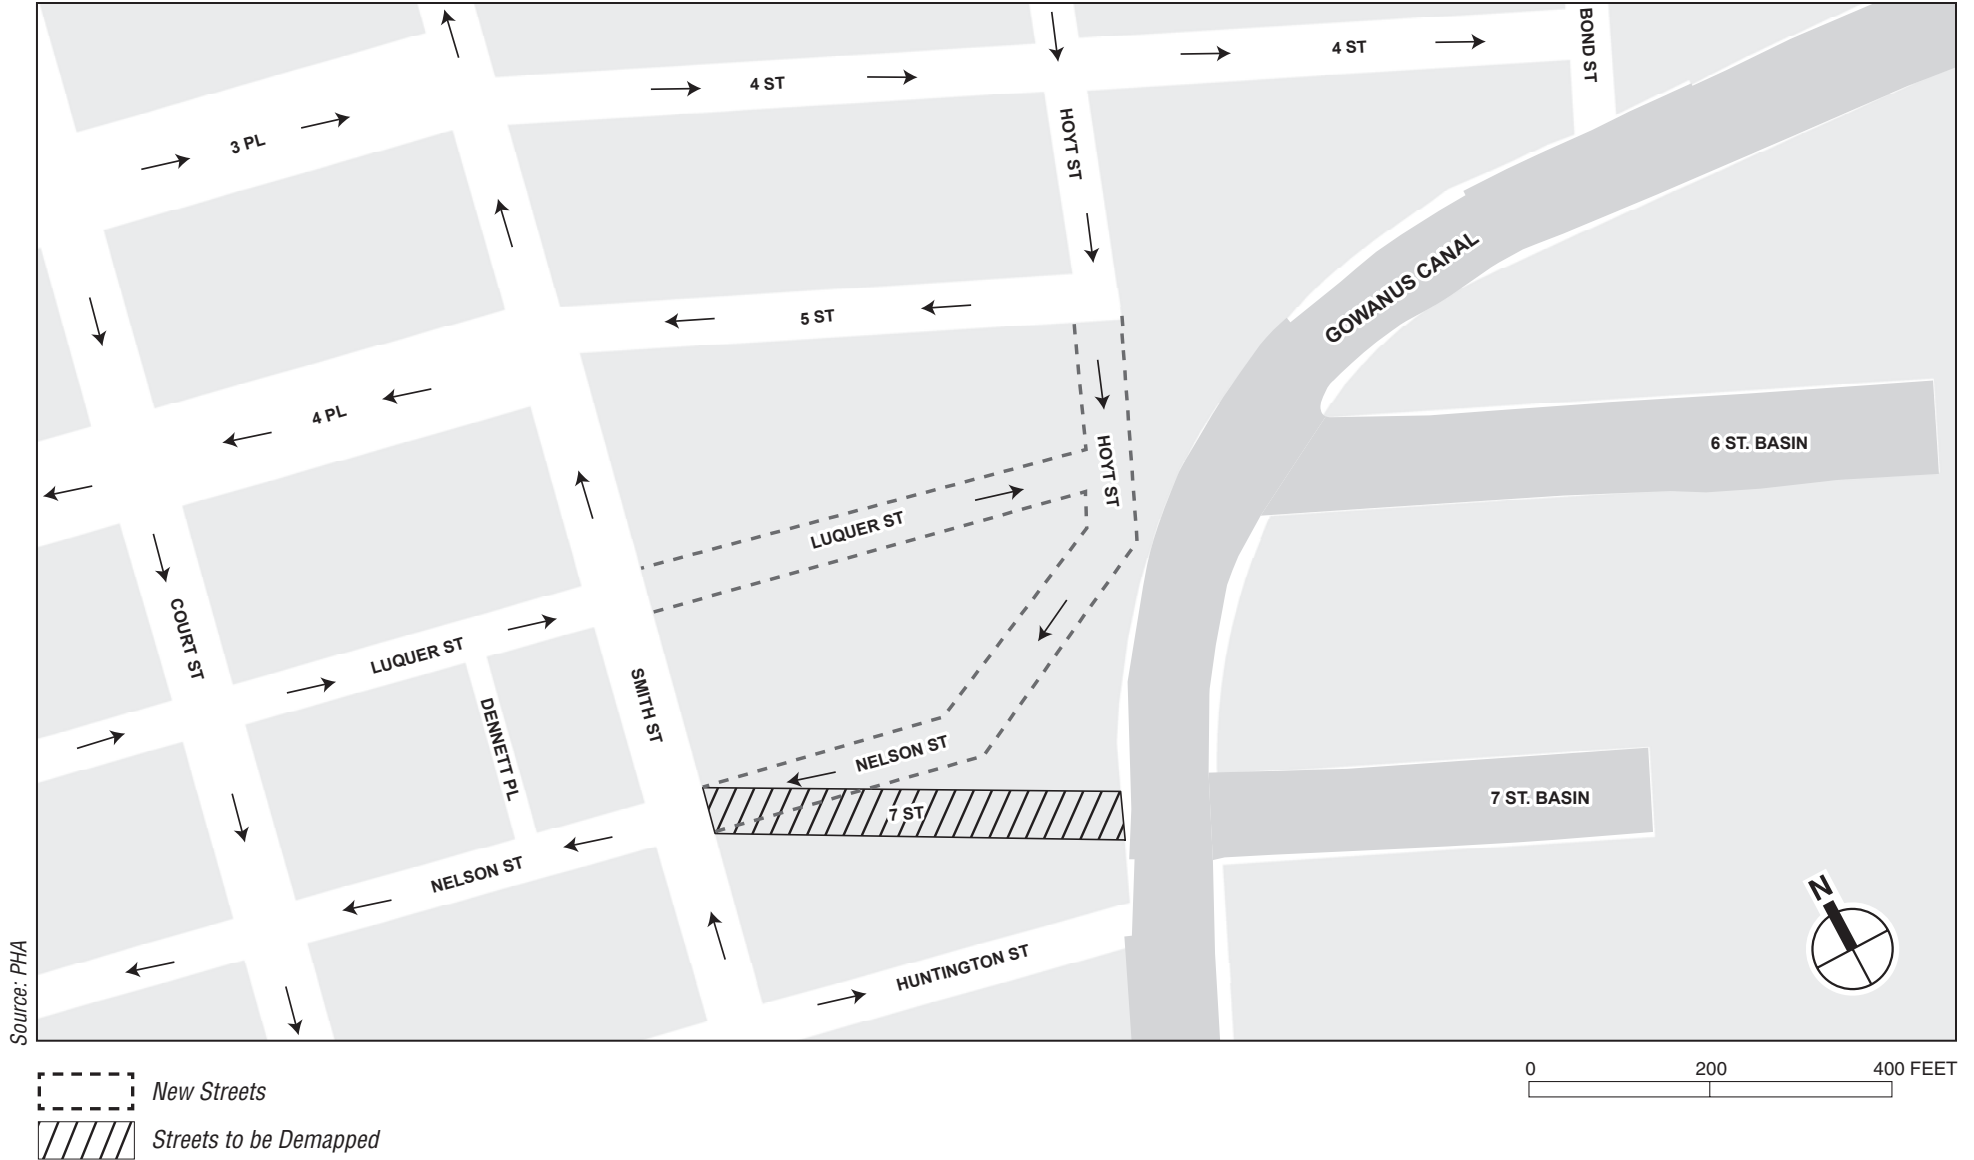 BOND ST
4 ST
4 ST
3 PL
HOYT ST
GOWANUS CANAL
5 ST
4 PL
6 ST. BASIN
HOYT ST
LUQUER ST
COURT ST
LUQUER ST
SMITH ST
DENNETT PL
NELSON ST
7 ST
7 ST. BASIN
NELSON ST
HUNTINGTON ST
N
Source: PHA
0 200 400 FEET
New Streets
Streets to be Demapped